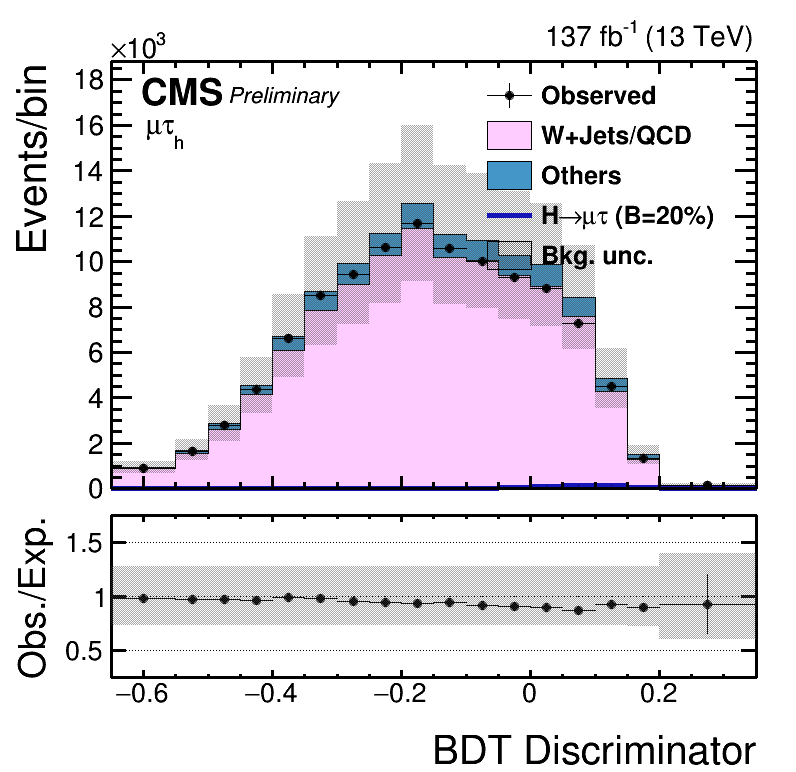 ×10³ 137 fb⁻¹ (13 TeV)
Events/bin
18
16
14
12
10
8
6
4
2
0
CMS Preliminary
μτh
Observed
W+Jets/QCD
Others
H→μτ (B=20%)
Bkg. unc.
Obs./Exp.
1.5
1
0.5
−0.6 −0.4 −0.2 0 0.2
BDT Discriminator